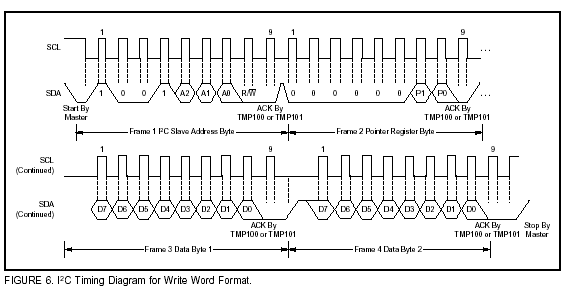 1 9 1 9
SCL
...
SDA
1 0 0 1 A2 A1 A0 R/W 0 0 0 0 0 0 P1 P0 ...
Start By
Master
ACK By
TMP100 or TMP101
ACK By
TMP100 or TMP101
Frame 1 I²C Slave Address Byte
Frame 2 Pointer Register Byte
1 9 1 9
SCL
(Continued)
SDA
(Continued)
D7 D6 D5 D4 D3 D2 D1 D0 D7 D6 D5 D4 D3 D2 D1 D0
ACK By
TMP100 or TMP101
ACK By
TMP100 or TMP101
Stop By
Master
Frame 3 Data Byte 1
Frame 4 Data Byte 2
FIGURE 6. I²C Timing Diagram for Write Word Format.